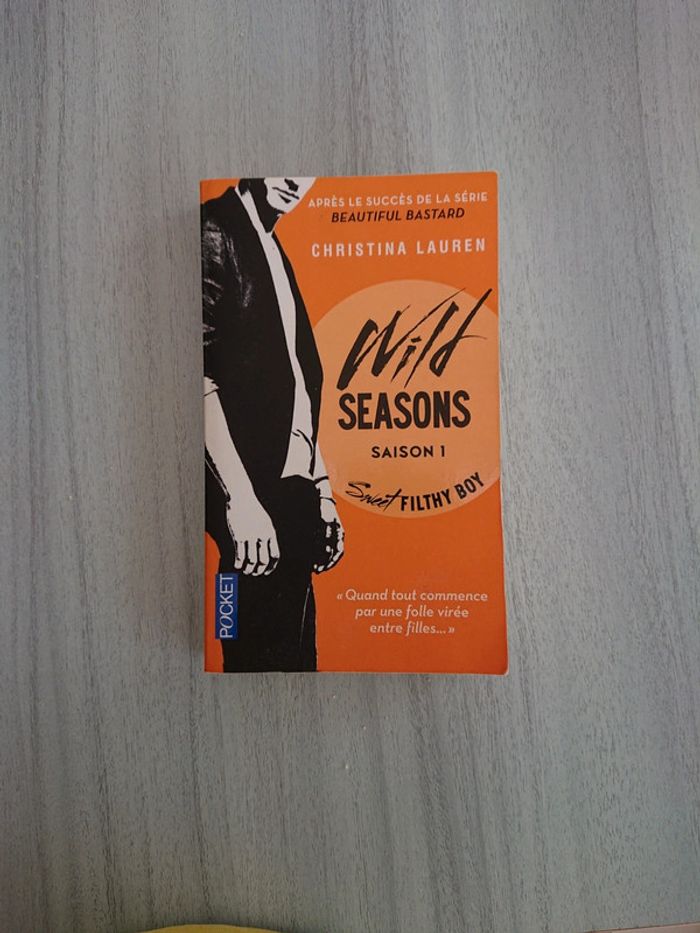 APRÈS LE SUCCÈS DE LA SÉRIE
BEAUTIFUL BASTARD
CHRISTINA LAUREN
Wild
SEASONS
SAISON 1
Sweet FILTHY BOY
« Quand tout commence
par une folle virée
entre filles... »
POCKET